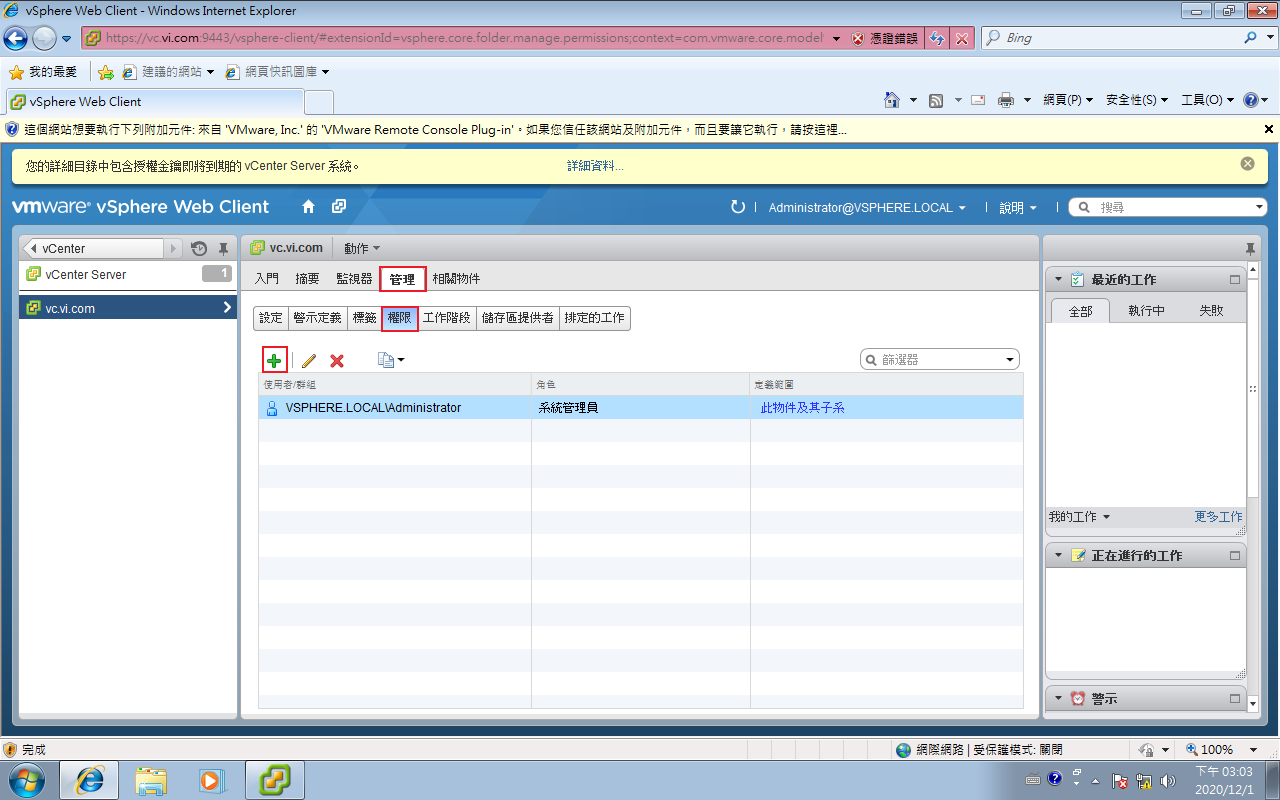 vSphere Web Client - Windows Internet Explorer
https://vc.vi.com:9443/vsphere-client/#extensionId=vsphere.core.folder.manage.permissions;context=com.vmware.core.model 憑證錯誤 Bing
我的最愛 建議的網站 網頁快訊圖庫
vSphere Web Client 網頁(P) 安全性(S) 工具(O)
這個網站想要執行下列附加元件: 來自 'VMware, Inc.' 的 'VMware Remote Console Plug-in'。如果您信任該網站及附加元件，而且要讓它執行，請按這裡...
您的詳細目錄中包含授權金鑰即將到期的 vCenter Server 系統。 詳細資料...
vmware® vSphere Web Client Administrator@VSPHERE.LOCAL 說明 搜尋
vCenter
vCenter Server 1
vc.vi.com
vc.vi.com 動作
入門 摘要 監視器 管理 相關物件
設定 警示定義 標籤 權限 工作階段 儲存區提供者 排定的工作
篩選器
使用者/群組 角色 定義範圍
VSPHERE.LOCAL\Administrator 系統管理員 此物件及其子系
最近的工作
全部 執行中 失敗
我的工作 更多工作
正在進行的工作
警示
完成 網際網路 | 受保護模式: 關閉 100%
下午 03:03
2020/12/1